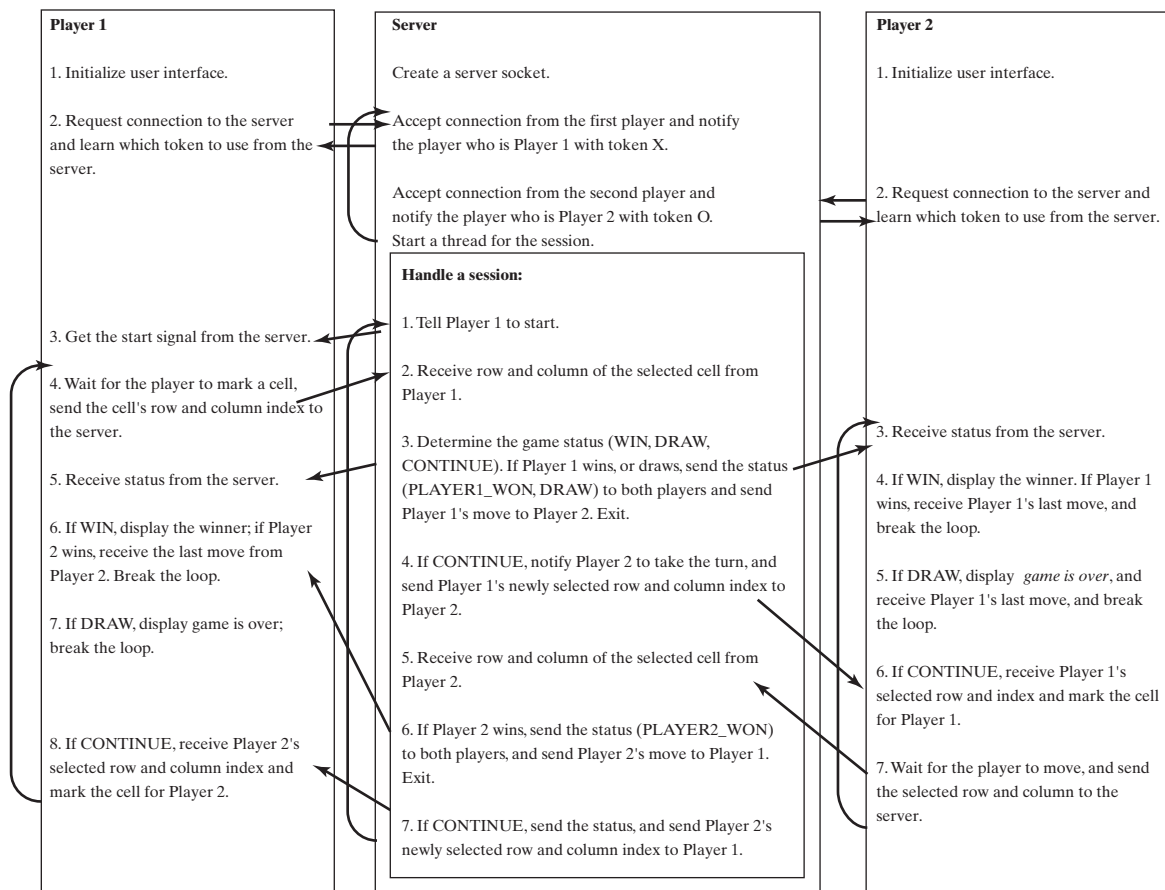 Player 1
1. Initialize user interface.
2. Request connection to the server
and learn which token to use from the
server.
3. Get the start signal from the server.
4. Wait for the player to mark a cell,
send the cell's row and column index to
the server.
5. Receive status from the server.
6. If WIN, display the winner; if Player
2 wins, receive the last move from
Player 2. Break the loop.
7. If DRAW, display game is over;
break the loop.
8. If CONTINUE, receive Player 2's
selected row and column index and
mark the cell for Player 2.
Server
Create a server socket.
Accept connection from the first player and notify
the player who is Player 1 with token X.
Accept connection from the second player and
notify the player who is Player 2 with token O.
Start a thread for the session.
Handle a session:
1. Tell Player 1 to start.
2. Receive row and column of the selected cell from
Player 1.
3. Determine the game status (WIN, DRAW,
CONTINUE). If Player 1 wins, or draws, send the status
(PLAYER1_WON, DRAW) to both players and send
Player 1's move to Player 2. Exit.
4. If CONTINUE, notify Player 2 to take the turn, and
send Player 1's newly selected row and column index to
Player 2.
5. Receive row and column of the selected cell from
Player 2.
6. If Player 2 wins, send the status (PLAYER2_WON)
to both players, and send Player 2's move to Player 1.
Exit.
7. If CONTINUE, send the status, and send Player 2's
newly selected row and column index to Player 1.
Player 2
1. Initialize user interface.
2. Request connection to the server and
learn which token to use from the server.
3. Receive status from the server.
4. If WIN, display the winner. If Player 1
wins, receive Player 1's last move, and
break the loop.
5. If DRAW, display game is over, and
receive Player 1's last move, and break
the loop.
6. If CONTINUE, receive Player 1's
selected row and index and mark the cell
for Player 1.
7. Wait for the player to move, and send
the selected row and column to the
server.